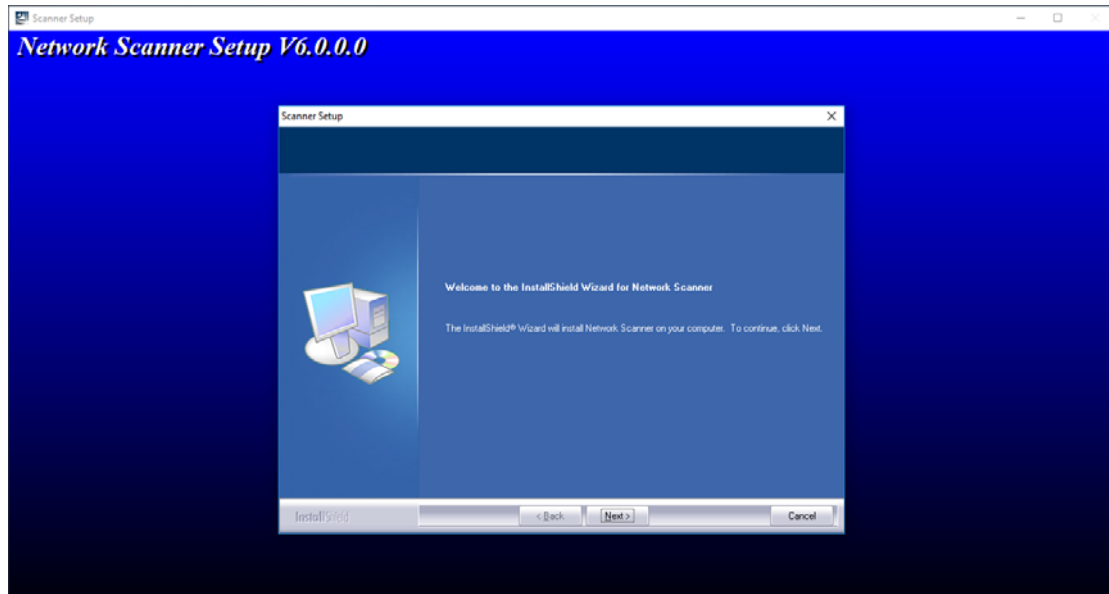 Scanner Setup
Network Scanner Setup V6.0.0.0
Scanner Setup
Welcome to the InstallShield Wizard for Network Scanner
The InstallShield® Wizard will install Network Scanner on your computer. To continue, click Next.
InstallShield
< Back
Next >
Cancel